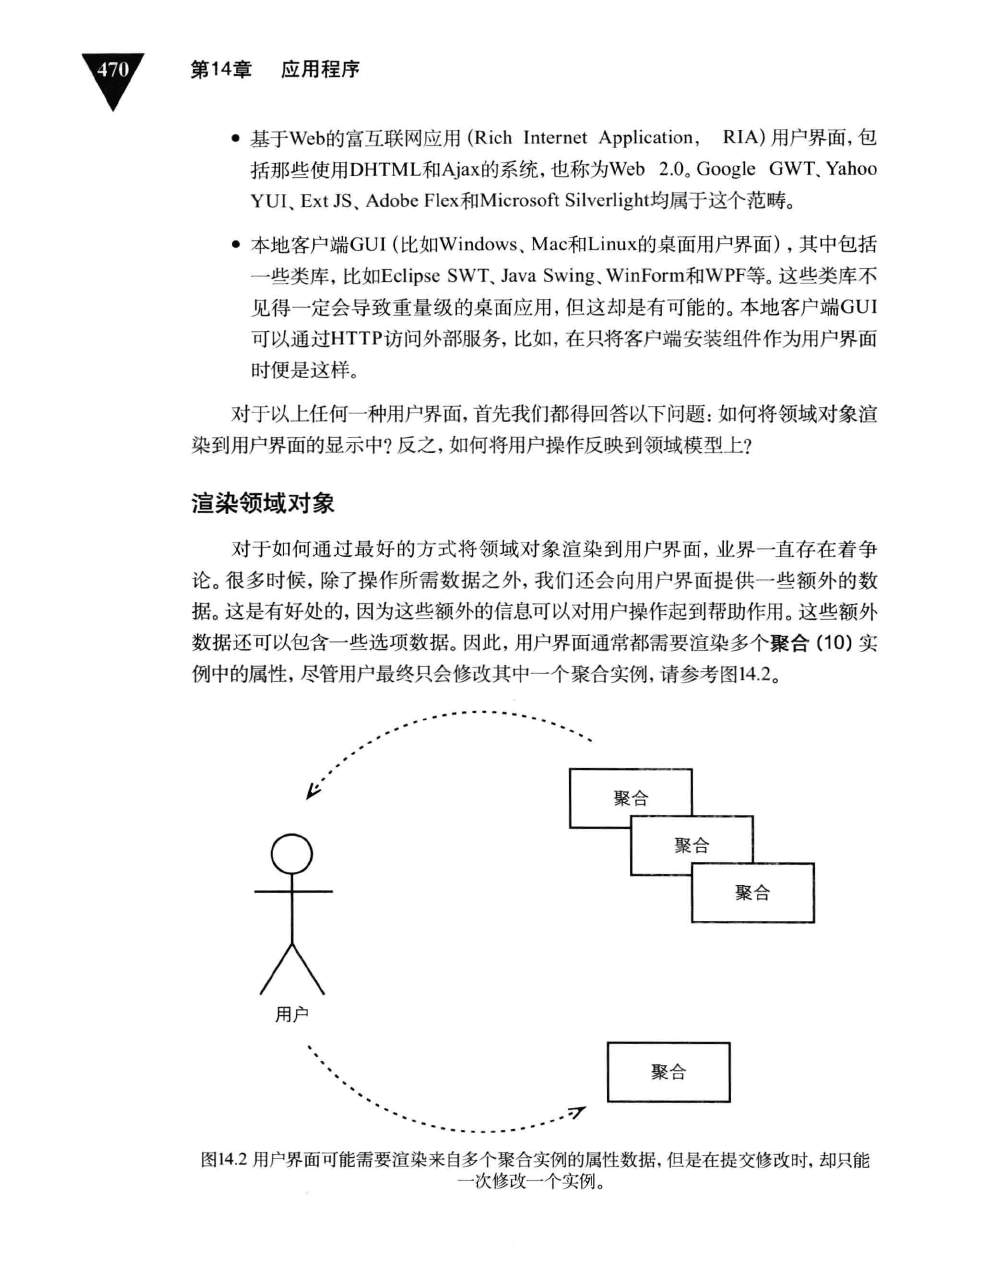 470 第14章 应用程序
• 基于Web的富互联网应用(Rich Internet Application, RIA)用户界面,包
括那些使用DHTML和Ajax的系统,也称为Web 2.0。Google GWT、Yahoo
YUI、Ext JS、Adobe Flex和Microsoft Silverlight均属于这个范畴。
• 本地客户端GUI(比如Windows、Mac和Linux的桌面用户界面),其中包括
一些类库,比如Eclipse SWT、Java Swing、WinForm和WPF等。这些类库不
见得一定会导致重量级的桌面应用,但这却是有可能的。本地客户端GUI
可以通过HTTP访问外部服务,比如,在只将客户端安装组件作为用户界面
时便是这样。
对于以上任何一种用户界面,首先我们都得回答以下问题:如何将领域对象渲
染到用户界面的显示中?反之,如何将用户操作反映到领域模型上?
渲染领域对象
对于如何通过最好的方式将领域对象渲染到用户界面,业界一直存在着争
论。很多时候,除了操作所需数据之外,我们还会向用户界面提供一些额外的数
据。这是有好处的,因为这些额外的信息可以对用户操作起到帮助作用。这些额外
数据还可以包含一些选项数据。因此,用户界面通常都需要渲染多个聚合(10)实
例中的属性,尽管用户最终只会修改其中一个聚合实例,请参考图14.2。
聚合
聚合
聚合
用户
聚合
图14.2 用户界面可能需要渲染来自多个聚合实例的属性数据,但是在提交修改时,却只能
一次修改一个实例。